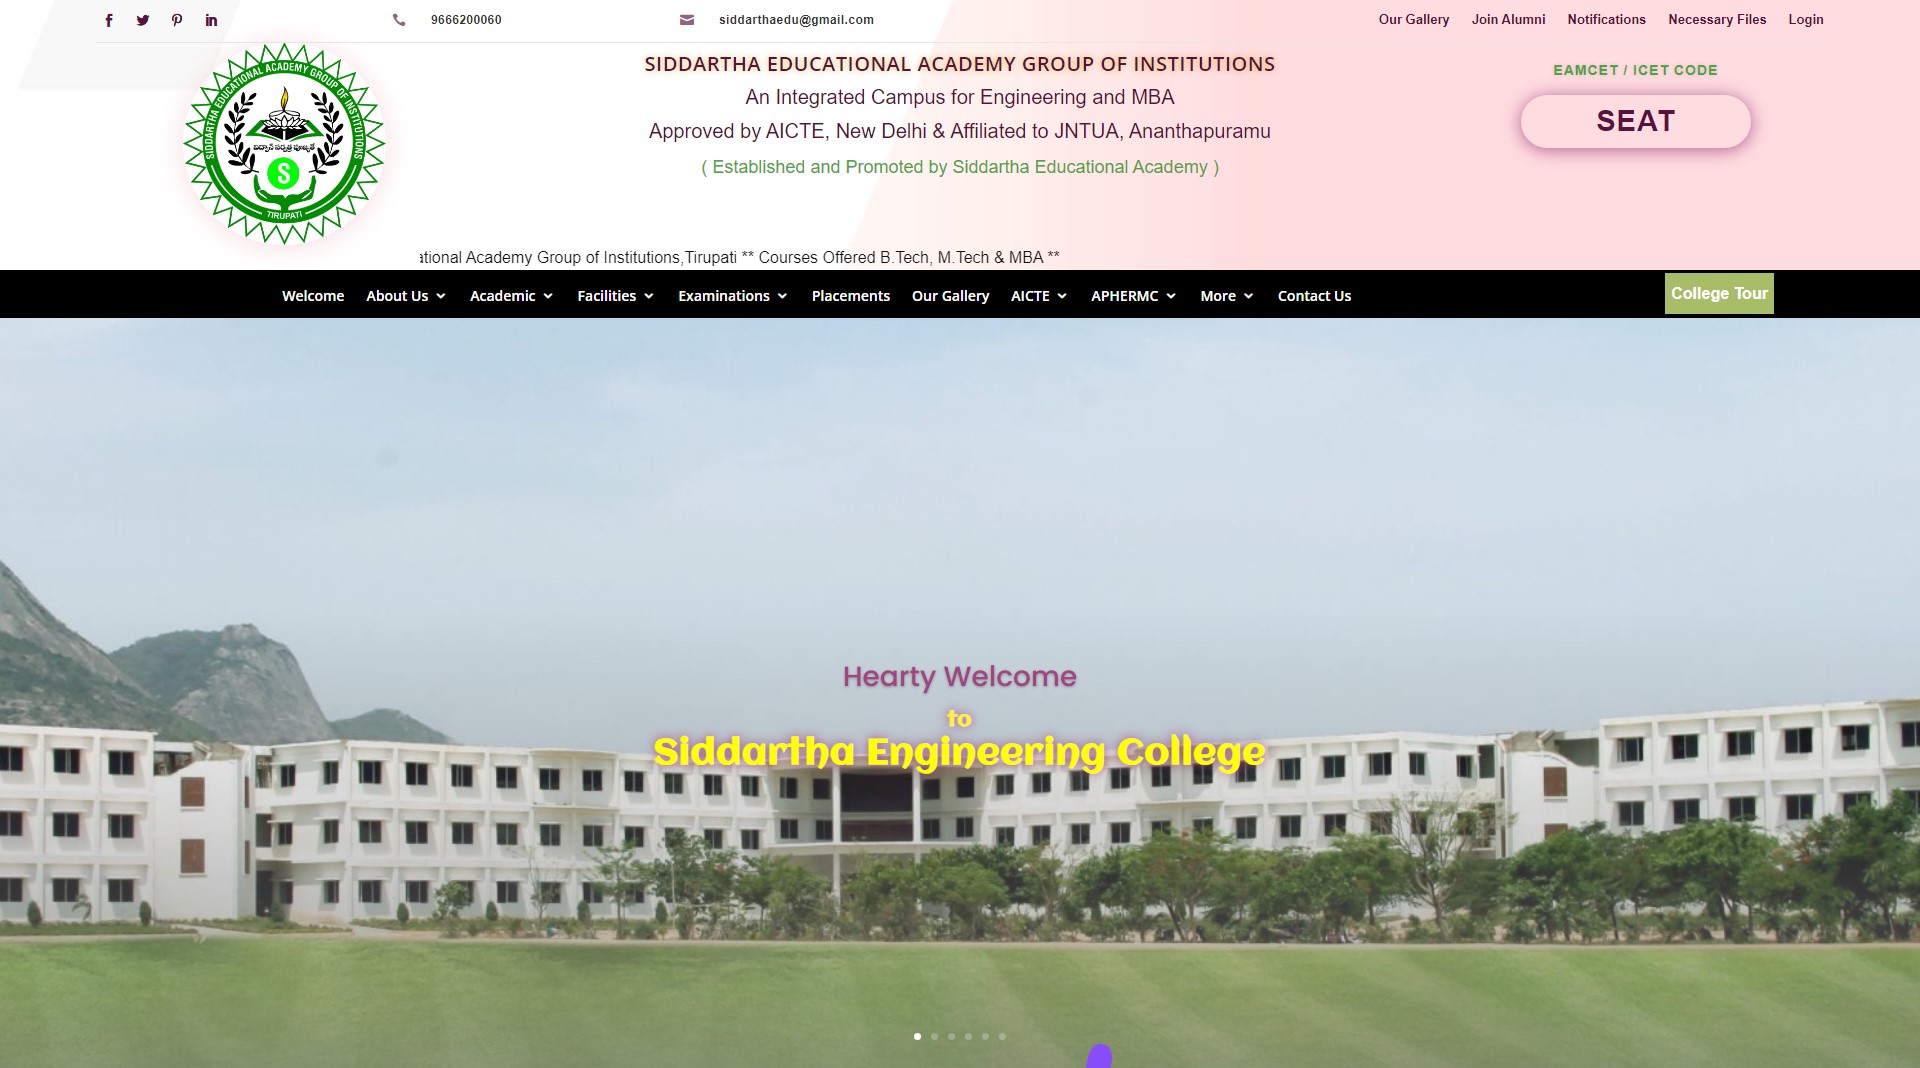 9666200060
siddarthaedu@gmail.com
Our Gallery
Join Alumni
Notifications
Necessary Files
Login
SIDDARTHA EDUCATIONAL ACADEMY GROUP OF INSTITUTIONS
విద్వాన్ సర్వత్ర పూజ్యతే
S
TIRUPATI
SIDDARTHA EDUCATIONAL ACADEMY GROUP OF INSTITUTIONS
An Integrated Campus for Engineering and MBA
Approved by AICTE, New Delhi & Affiliated to JNTUA, Ananthapuramu
( Established and Promoted by Siddartha Educational Academy )
EAMCET / ICET CODE
SEAT
ational Academy Group of Institutions,Tirupati ** Courses Offered B.Tech, M.Tech & MBA **
Welcome
About Us
Academic
Facilities
Examinations
Placements
Our Gallery
AICTE
APHERMC
More
Contact Us
College Tour
Hearty Welcome
to
Siddartha Engineering College